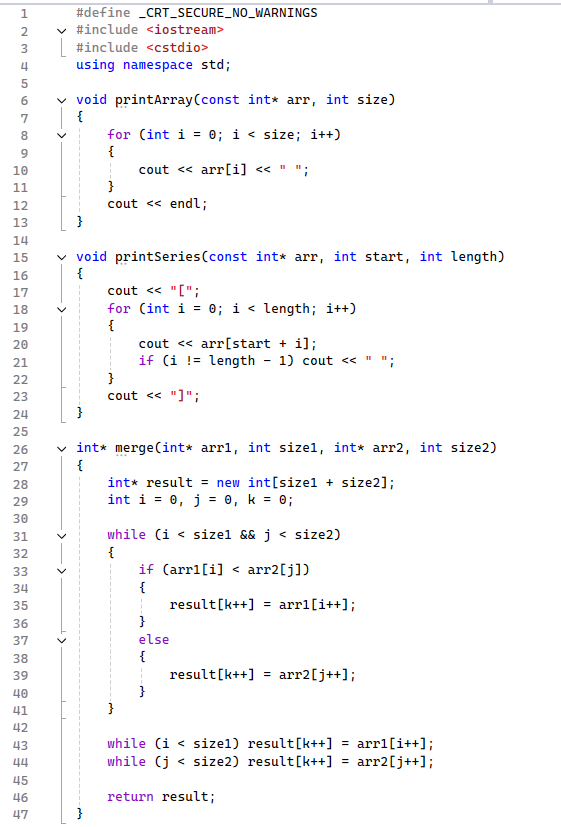 1 #define _CRT_SECURE_NO_WARNINGS
2 #include <iostream>
3 #include <cstdio>
4 using namespace std;
5
6 void printArray(const int* arr, int size)
7 {
8 for (int i = 0; i < size; i++)
9 {
10 cout << arr[i] << " ";
11 }
12 cout << endl;
13 }
14
15 void printSeries(const int* arr, int start, int length)
16 {
17 cout << "[";
18 for (int i = 0; i < length; i++)
19 {
20 cout << arr[start + i];
21 if (i != length - 1) cout << " ";
22 }
23 cout << "]";
24 }
25
26 int* merge(int* arr1, int size1, int* arr2, int size2)
27 {
28 int* result = new int[size1 + size2];
29 int i = 0, j = 0, k = 0;
30
31 while (i < size1 && j < size2)
32 {
33 if (arr1[i] < arr2[j])
34 {
35 result[k++] = arr1[i++];
36 }
37 else
38 {
39 result[k++] = arr2[j++];
40 }
41 }
42
43 while (i < size1) result[k++] = arr1[i++];
44 while (j < size2) result[k++] = arr2[j++];
45
46 return result;
47 }